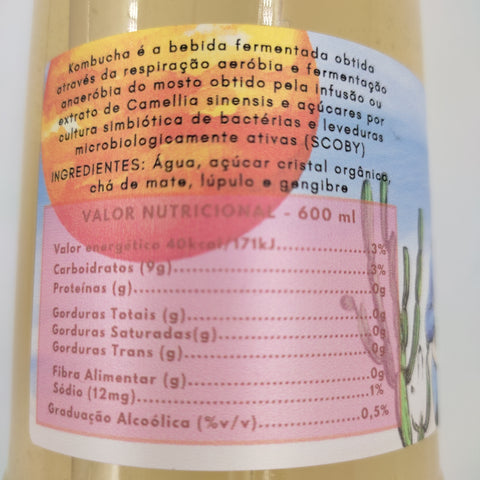 Kombucha é a bebida fermentada obtida
através da respiração aeróbia e fermentação
anaeróbia do mosto obtido pela infusão ou
extrato de Camellia sinensis e açúcares por
cultura simbiótica de bactérias e leveduras
microbiologicamente ativas (SCOBY)
INGREDIENTES: Água, açúcar cristal orgânico,
chá de mate, lúpulo e gengibre
VALOR NUTRICIONAL - 600 ml
Valor energético 40kcal/171kJ..................3%
Carboidratos (9g)..................3%
Proteínas (g)..................0g
Gorduras Totais (g)..................0g
Gorduras Saturadas(g)..................0g
Gorduras Trans (g)..................0g
Fibra Alimentar (g)..................0g
Sódio (12mg)..................1%
Graduação Alcoólica (%v/v)..................0,5%